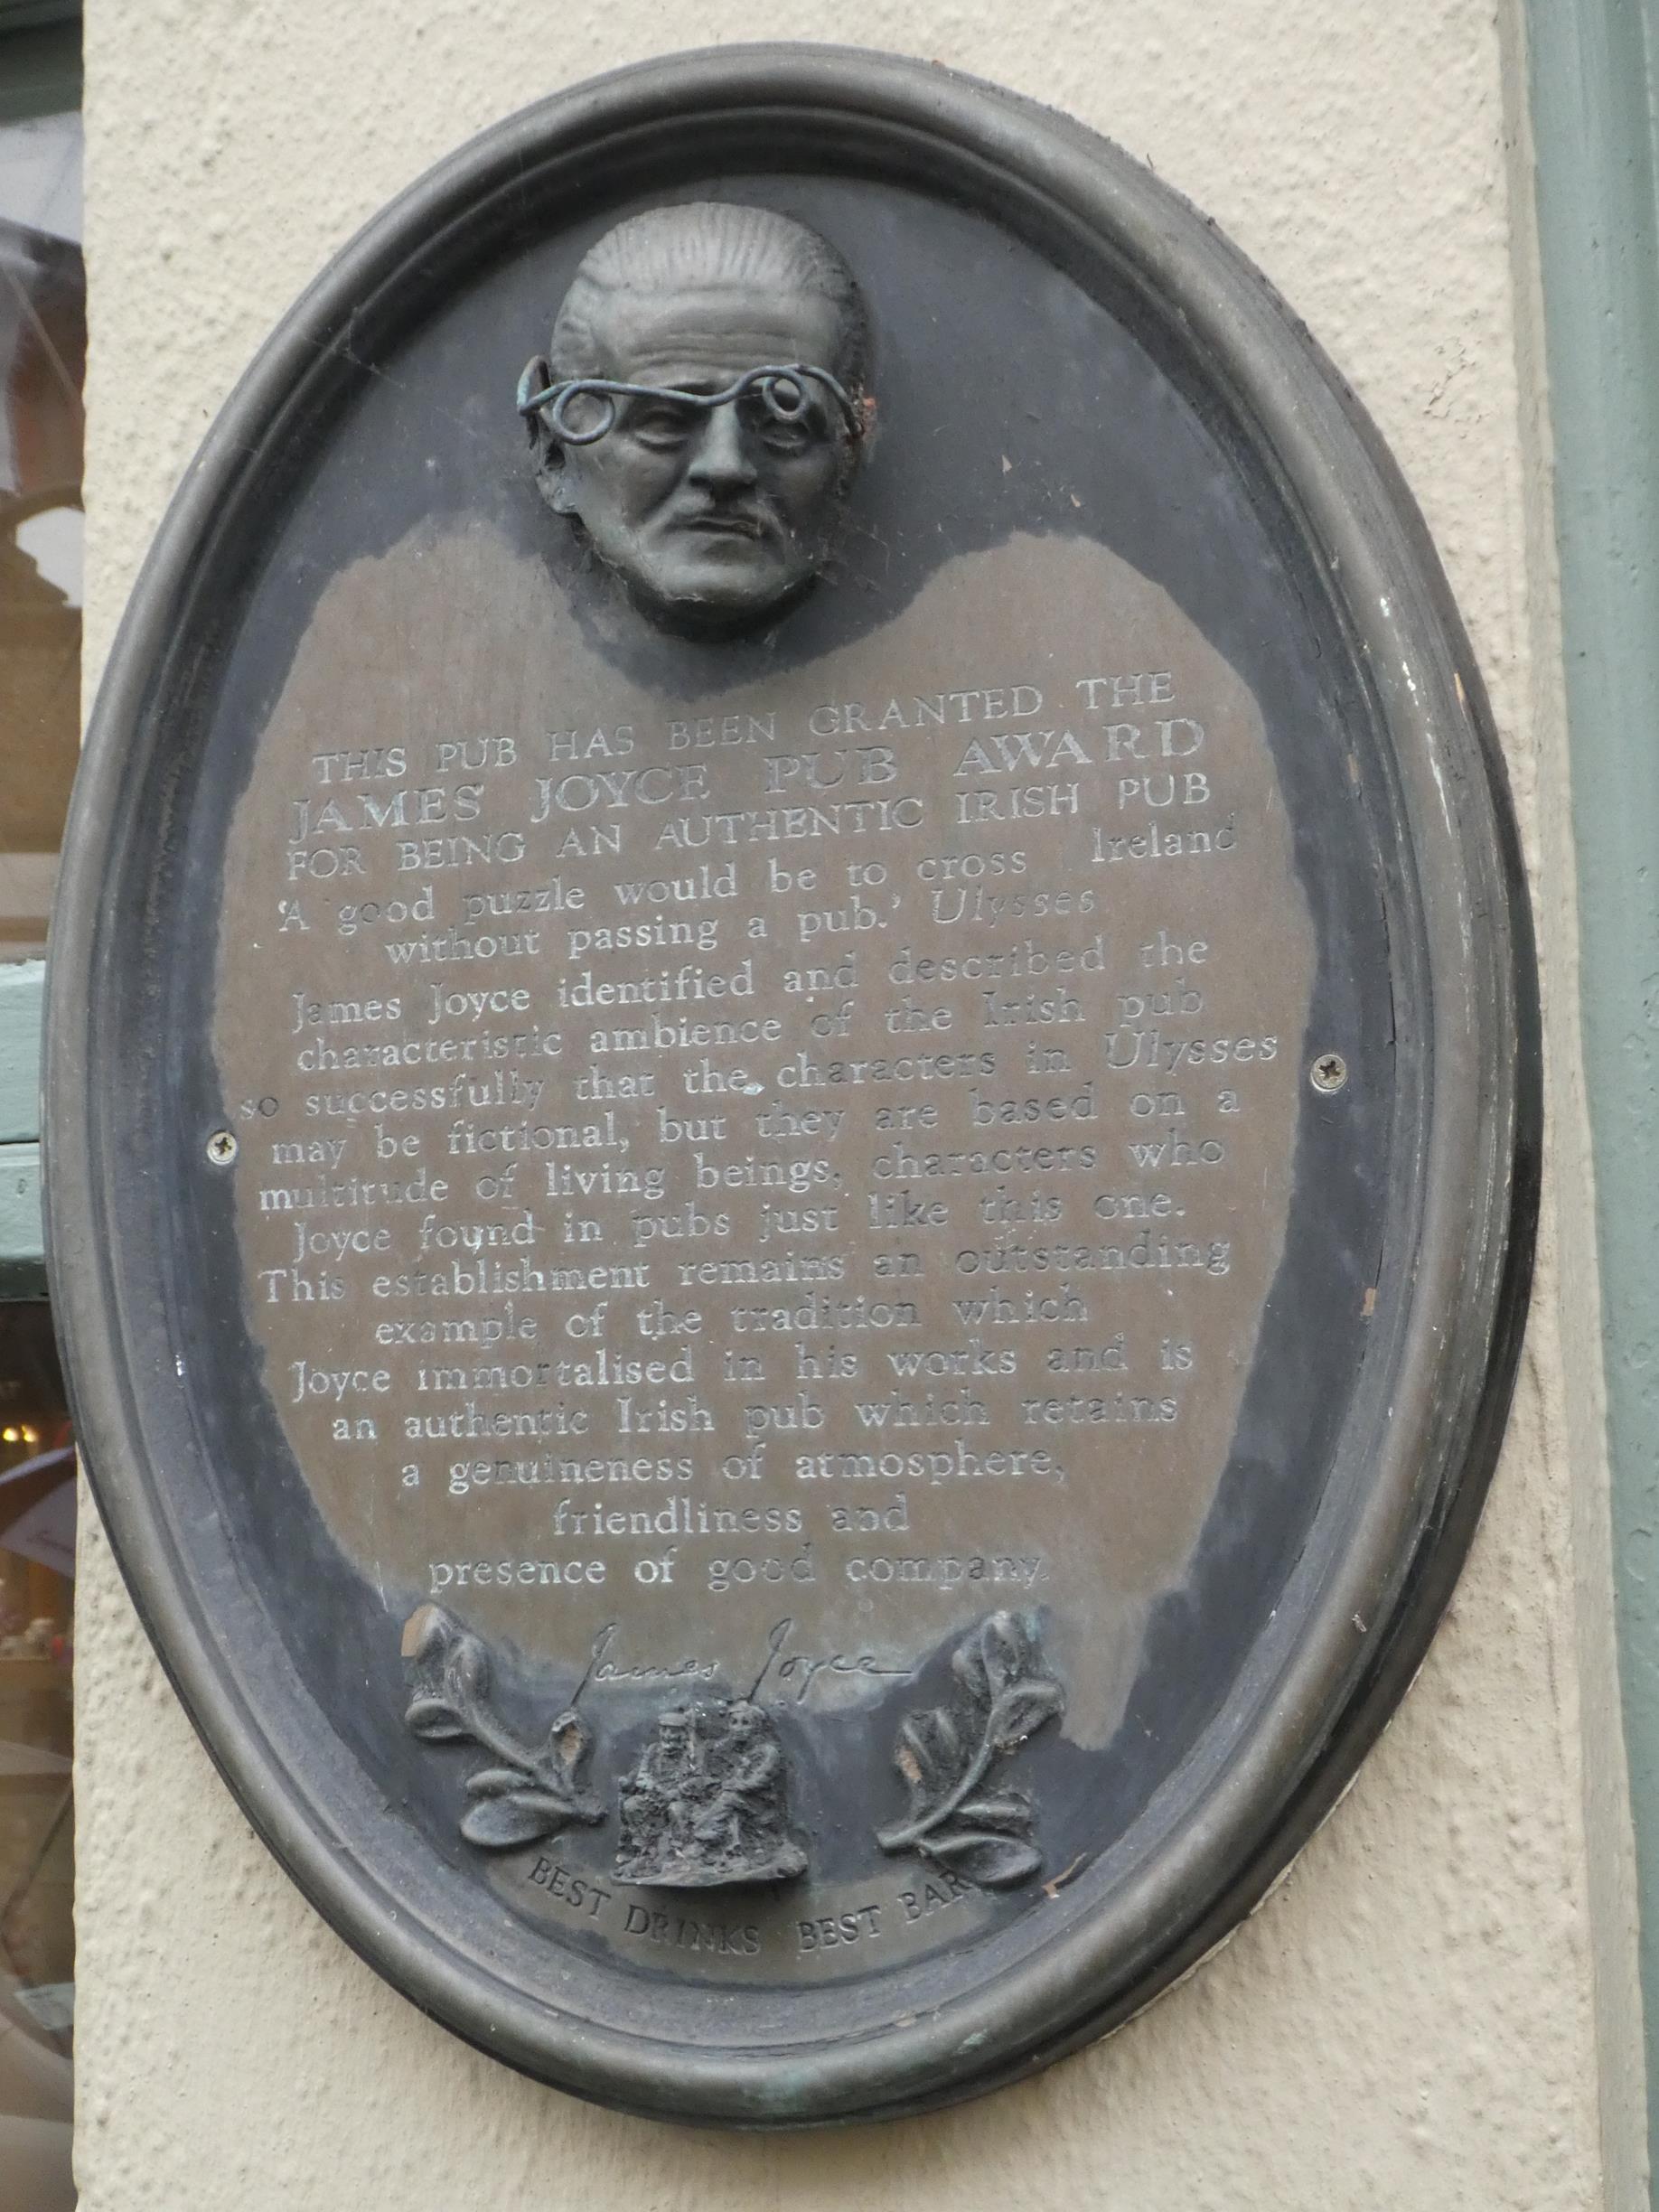 THIS PUB HAS BEEN GRANTED THE
JAMES JOYCE PUB AWARD
FOR BEING AN AUTHENTIC IRISH PUB
'A good puzzle would be to cross Ireland
without passing a pub.' Ulysses
James Joyce identified and described the
characteristic ambience of the Irish pub
so successfully that the characters in Ulysses
may be fictional, but they are based on a
multitude of living beings, characters who
Joyce found in pubs just like this one.
This establishment remains an outstanding
example of the tradition which
Joyce immortalised in his works and is
an authentic Irish pub which retains
a genuineness of atmosphere,
friendliness and
presence of good company.
James Joyce
BEST DRINKS BEST BAR